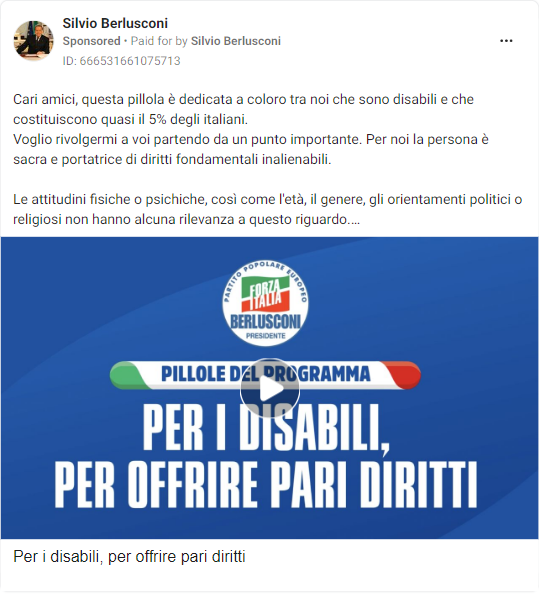 Silvio Berlusconi
Sponsored • Paid for by Silvio Berlusconi
ID: 666531661075713
Cari amici, questa pillola è dedicata a coloro tra noi che sono disabili e che
costituiscono quasi il 5% degli italiani.
Voglio rivolgermi a voi partendo da un punto importante. Per noi la persona è
sacra e portatrice di diritti fondamentali inalienabili.
Le attitudini fisiche o psichiche, così come l'età, il genere, gli orientamenti politici o
religiosi non hanno alcuna rilevanza a questo riguardo....
PARTITO POPOLARE EUROPEO
FORZA
ITALIA
BERLUSCONI
PRESIDENTE
PILLOLE DEL PROGRAMMA
PER I DISABILI,
PER OFFRIRE PARI DIRITTI
Per i disabili, per offrire pari diritti